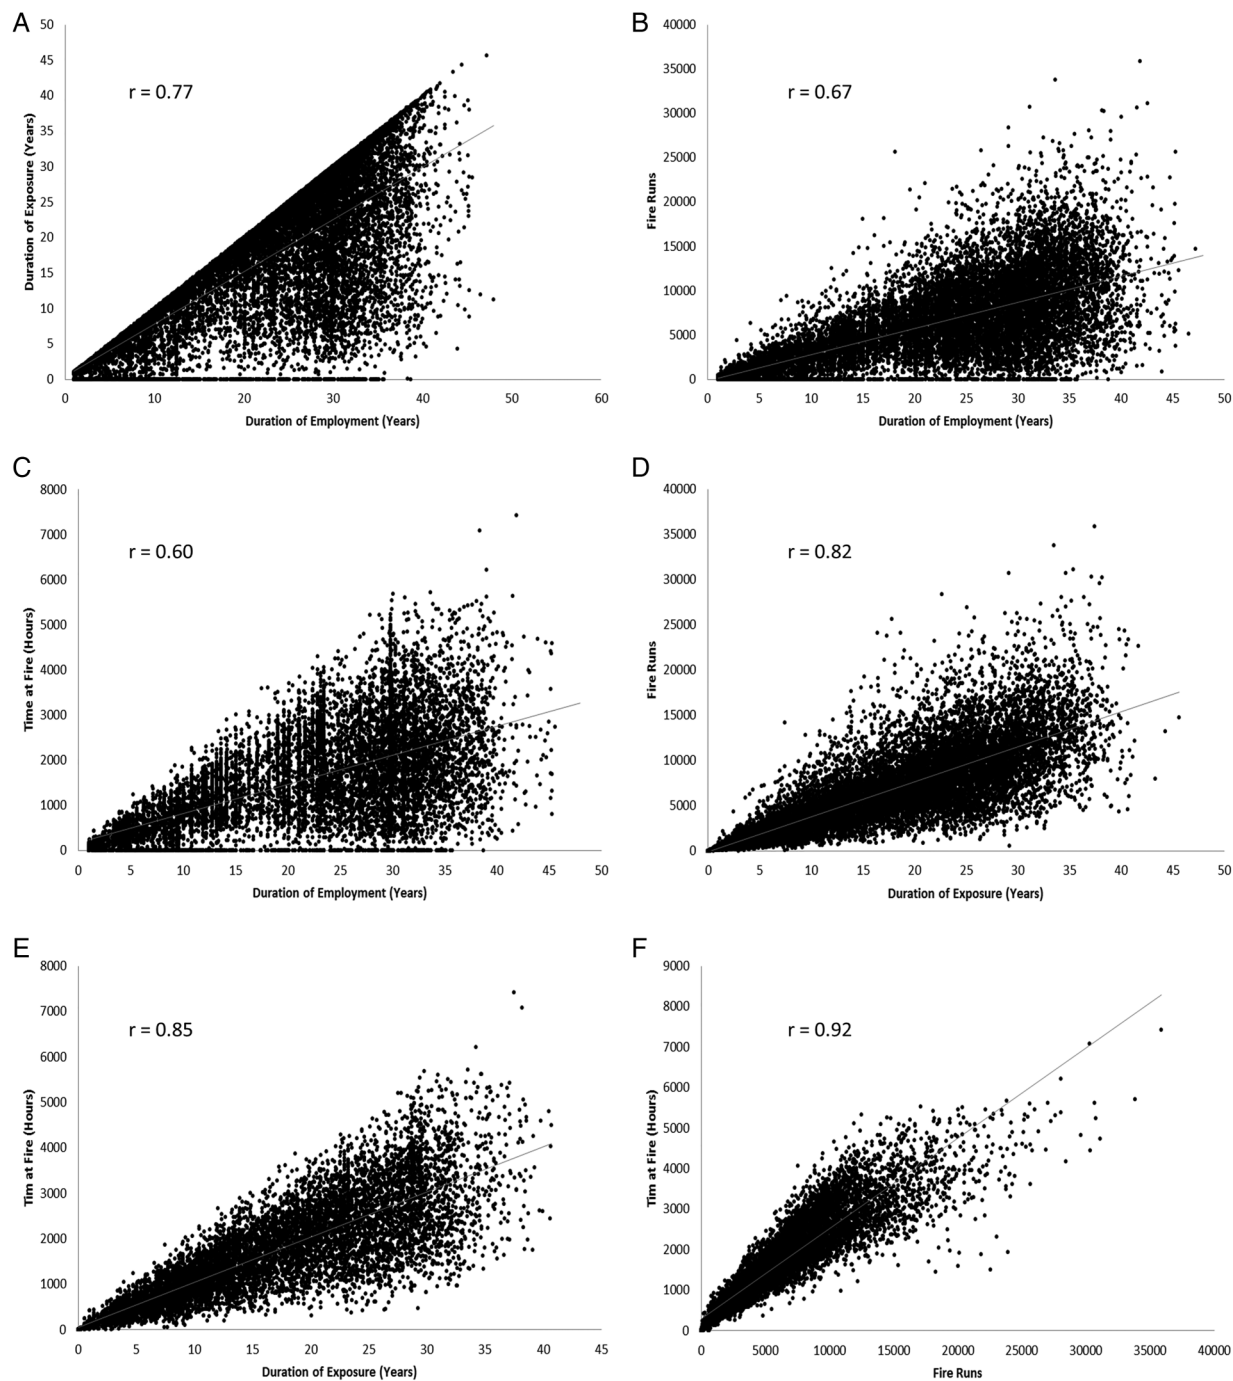 A
50
45
40
35
30
25
20
15
10
5
0
r = 0.77
Duration of Exposure (Years)
0 10 20 30 40 50 60
Duration of Employment (Years)
B
40000
35000
30000
25000
20000
15000
10000
5000
0
r = 0.67
Fire Runs
0 5 10 15 20 25 30 35 40 45 50
Duration of Employment (Years)
C
8000
7000
6000
5000
4000
3000
2000
1000
0
r = 0.60
Time at Fire (Hours)
0 5 10 15 20 25 30 35 40 45 50
Duration of Employment (Years)
D
40000
35000
30000
25000
20000
15000
10000
5000
0
r = 0.82
Fire Runs
0 5 10 15 20 25 30 35 40 45 50
Duration of Exposure (Years)
E
8000
7000
6000
5000
4000
3000
2000
1000
0
r = 0.85
Tim at Fire (Hours)
0 5 10 15 20 25 30 35 40 45
Duration of Exposure (Years)
F
9000
8000
7000
6000
5000
4000
3000
2000
1000
0
r = 0.92
Tim at Fire (Hours)
0 5000 10000 15000 20000 25000 30000 35000 40000
Fire Runs